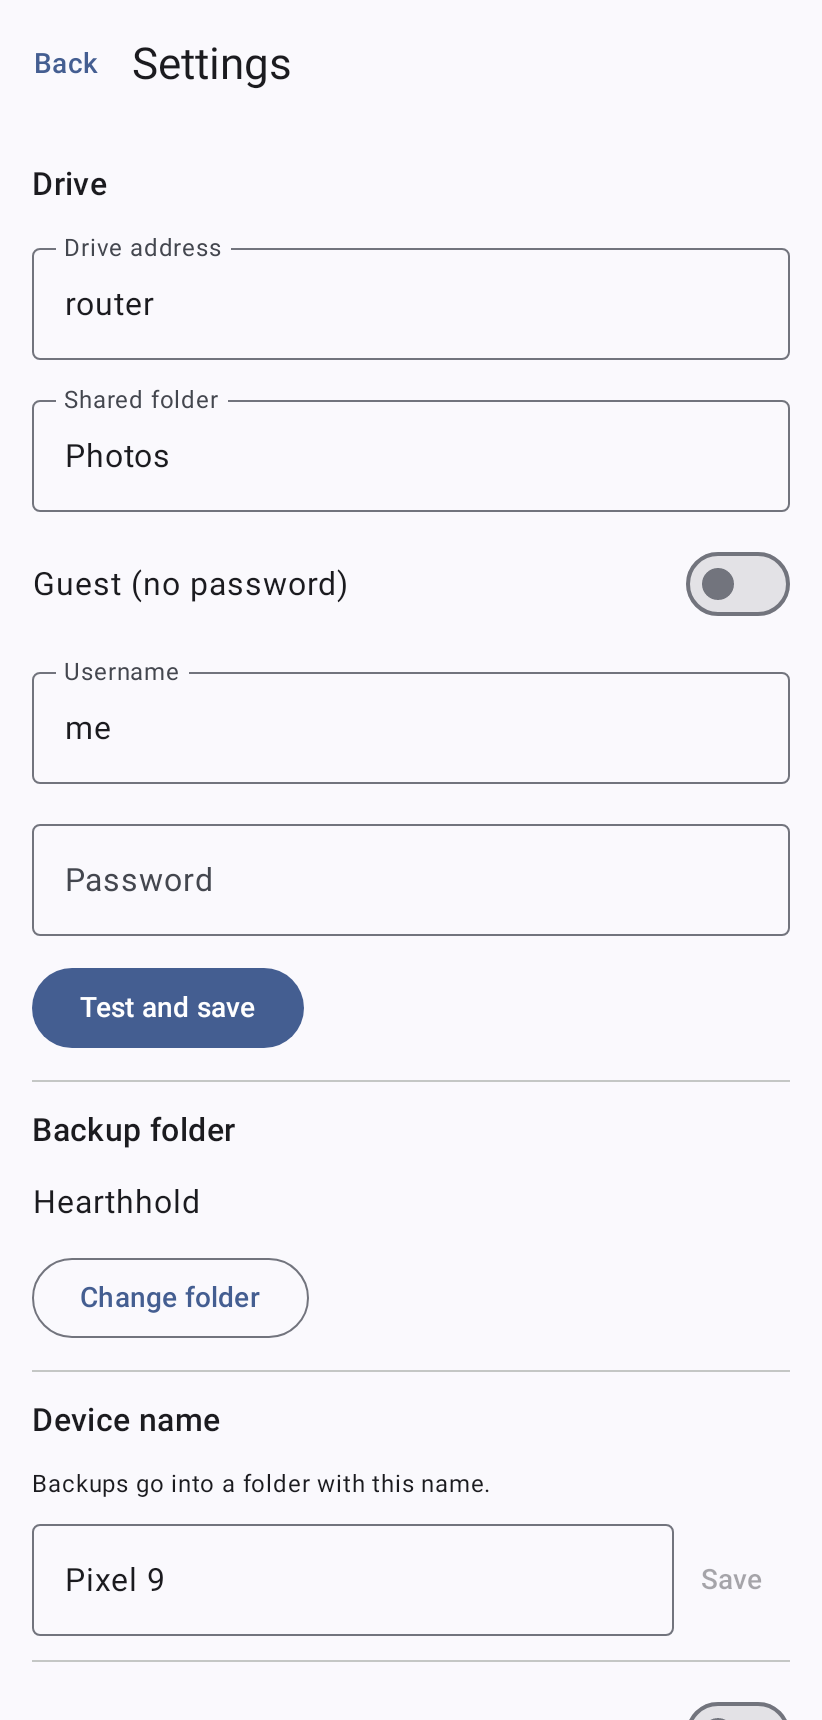 Back Settings
Drive
Drive address
router
Shared folder
Photos
Guest (no password)
Username
me
Password
Test and save
Backup folder
Hearthhold
Change folder
Device name
Backups go into a folder with this name.
Pixel 9 Save